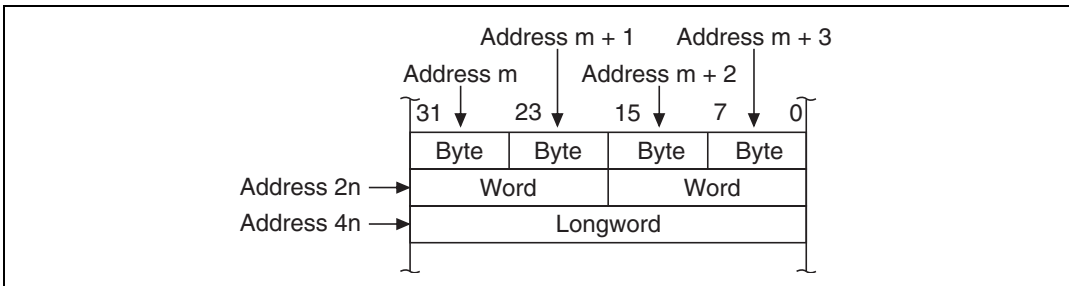 Address m + 1 Address m + 3
Address m Address m + 2
31 23 15 7 0
Byte Byte Byte Byte
Address 2n Word Word
Address 4n Longword